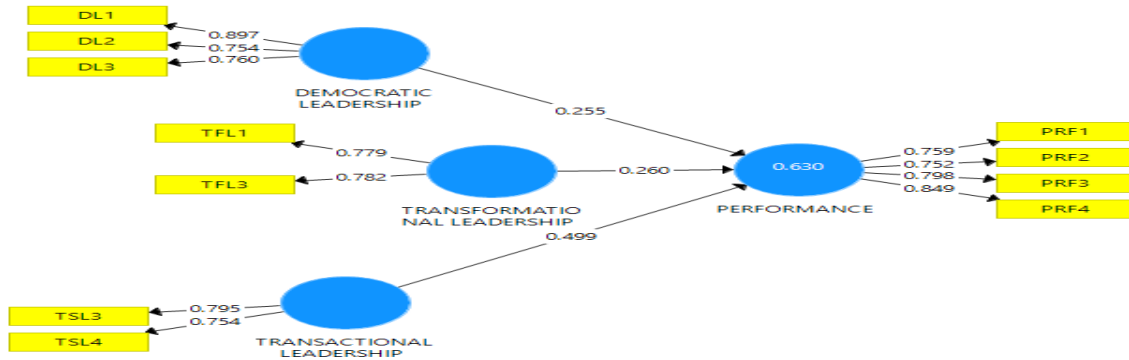 DL1
0.897
DL2
0.754
DL3
0.760
DEMOCRATIC
LEADERSHIP
0.255
TFL1
0.779
TFL3
0.782
TRANSFORMATIO
NAL LEADERSHIP
0.260
0.630
PERFORMANCE
0.759
PRF1
0.752
PRF2
0.798
PRF3
0.849
PRF4
0.499
TSL3
0.795
TSL4
0.754
TRANSACTIONAL
LEADERSHIP